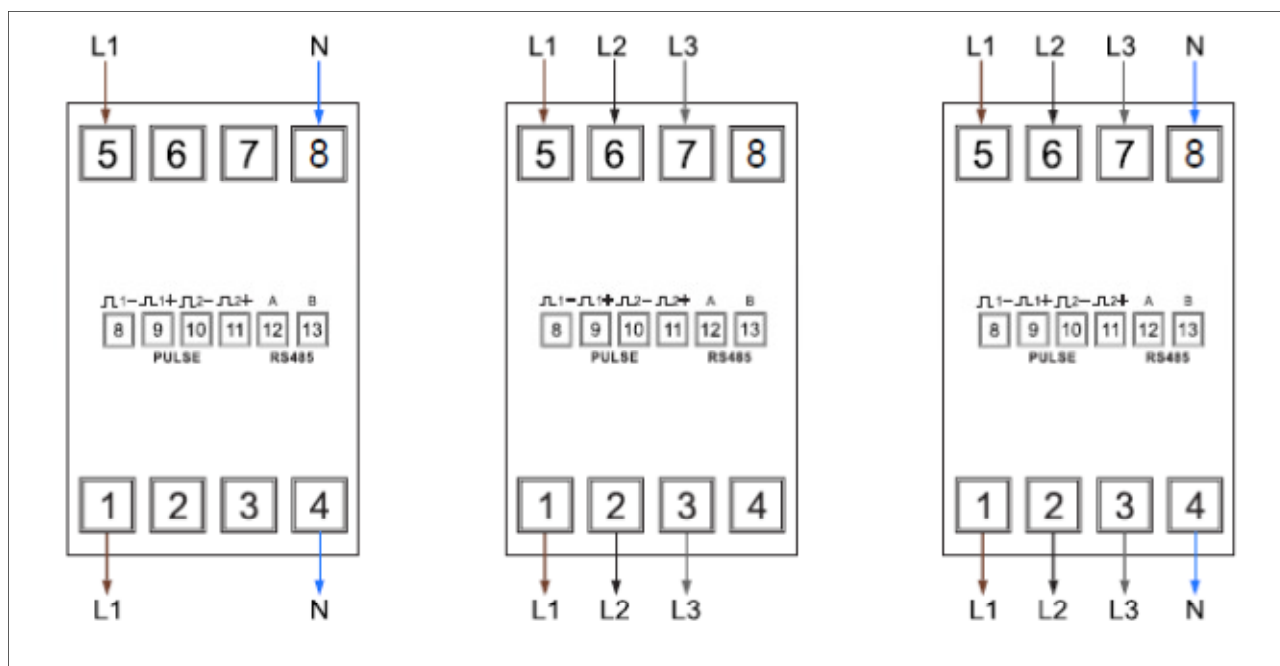 L1 N
5 6 7 8
⎍1- ⎍1+ ⎍2- ⎍2+ A B
8 9 10 11 12 13
PULSE RS485
1 2 3 4
L1 N
L1 L2 L3
5 6 7 8
⎍1- ⎍1+ ⎍2- ⎍2+ A B
8 9 10 11 12 13
PULSE RS485
1 2 3 4
L1 L2 L3
L1 L2 L3 N
5 6 7 8
⎍1- ⎍1+ ⎍2- ⎍2+ A B
8 9 10 11 12 13
PULSE RS485
1 2 3 4
L1 L2 L3 N